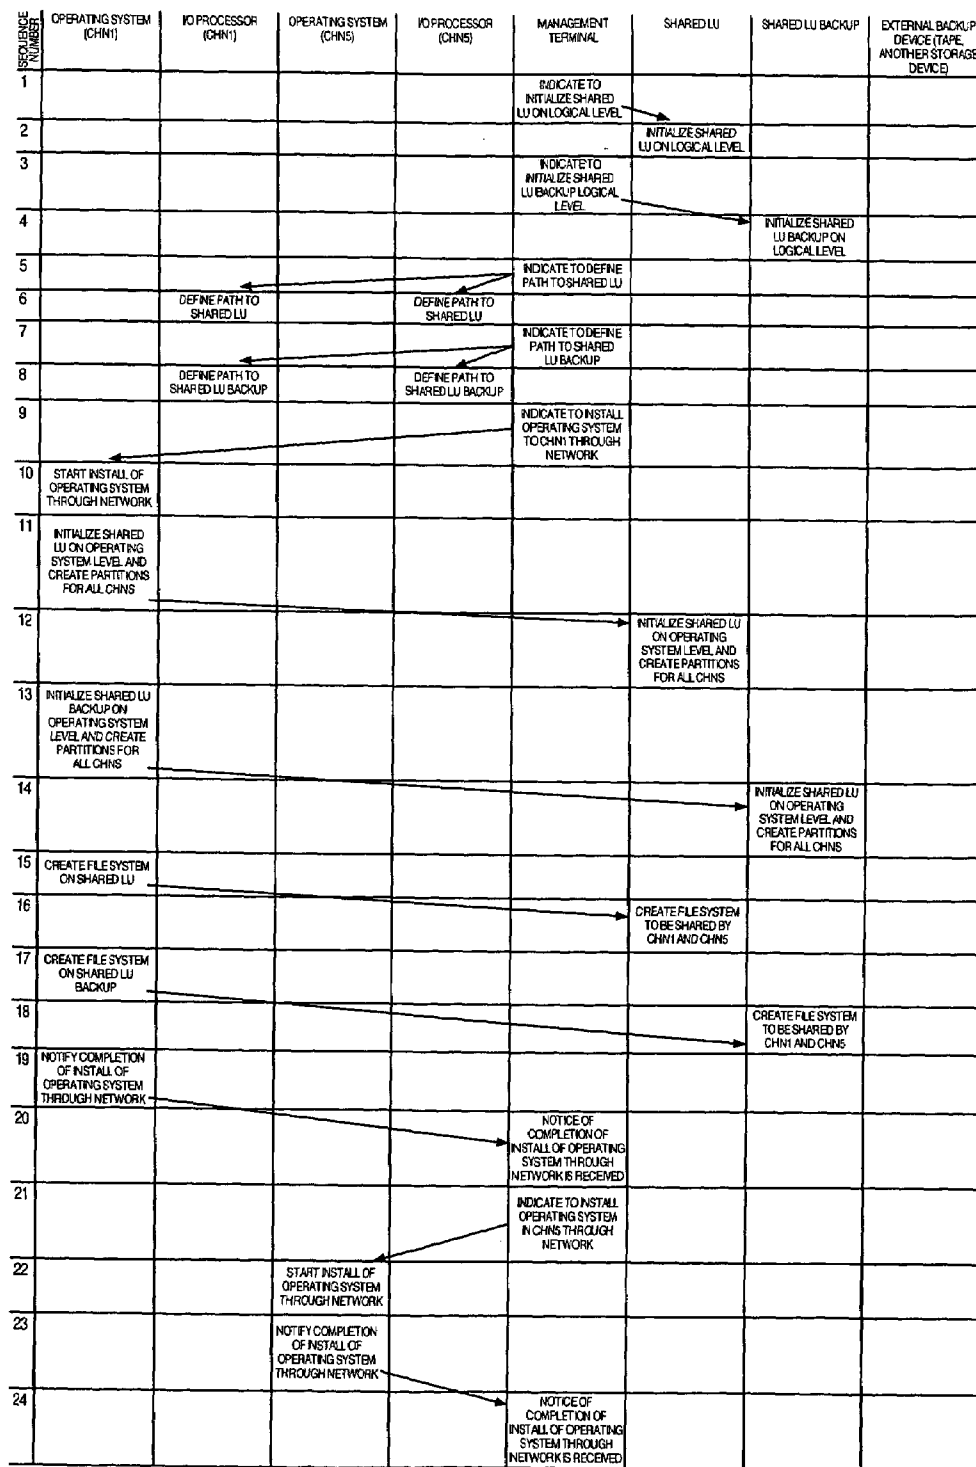 SEQUENCE
NUMBER
OPERATING SYSTEM
(CHN1)
I/O PROCESSOR
(CHN1)
OPERATING SYSTEM
(CHN5)
I/O PROCESSOR
(CHN5)
MANAGEMENT
TERMINAL
SHARED LU
SHARED LU BACKUP
EXTERNAL BACKUP
DEVICE (TAPE,
ANOTHER STORAGE
DEVICE)
1
INDICATE TO
INITIALIZE SHARED
LU ON LOGICAL LEVEL
2
INITIALIZE SHARED
LU ON LOGICAL LEVEL
3
INDICATE TO
INITIALIZE SHARED
LU BACKUP LOGICAL
LEVEL
4
INITIALIZE SHARED
LU BACKUP ON
LOGICAL LEVEL
5
INDICATE TO DEFINE
PATH TO SHARED LU
6
DEFINE PATH TO
SHARED LU
DEFINE PATH TO
SHARED LU
7
INDICATE TO DEFINE
PATH TO SHARED
LU BACKUP
8
DEFINE PATH TO
SHARED LU BACKUP
DEFINE PATH TO
SHARED LU BACKUP
9
INDICATE TO INSTALL
OPERATING SYSTEM
TO CHN1 THROUGH
NETWORK
10
START INSTALL OF
OPERATING SYSTEM
THROUGH NETWORK
11
INITIALIZE SHARED
LU ON OPERATING
SYSTEM LEVEL AND
CREATE PARTITIONS
FOR ALL CHNS
12
INITIALIZE SHARED LU
ON OPERATING
SYSTEM LEVEL AND
CREATE PARTITIONS
FOR ALL CHNS
13
INITIALIZE SHARED LU
BACKUP ON
OPERATING SYSTEM
LEVEL AND CREATE
PARTITIONS FOR
ALL CHNS
14
INITIALIZE SHARED LU
ON OPERATING
SYSTEM LEVEL AND
CREATE PARTITIONS
FOR ALL CHNS
15
CREATE FILE SYSTEM
ON SHARED LU
16
CREATE FILE SYSTEM
TO BE SHARED BY
CHN1 AND CHN5
17
CREATE FILE SYSTEM
ON SHARED LU
BACKUP
18
CREATE FILE SYSTEM
TO BE SHARED BY
CHN1 AND CHN5
19
NOTIFY COMPLETION
OF INSTALL OF
OPERATING SYSTEM
THROUGH NETWORK
20
NOTICE OF
COMPLETION OF
INSTALL OF OPERATING
SYSTEM THROUGH
NETWORK IS RECEIVED
21
INDICATE TO INSTALL
OPERATING SYSTEM
IN CHN5 THROUGH
NETWORK
22
START INSTALL OF
OPERATING SYSTEM
THROUGH NETWORK
23
NOTIFY COMPLETION
OF INSTALL OF
OPERATING SYSTEM
THROUGH NETWORK
24
NOTICE OF
COMPLETION OF
INSTALL OF OPERATING
SYSTEM THROUGH
NETWORK IS RECEIVED